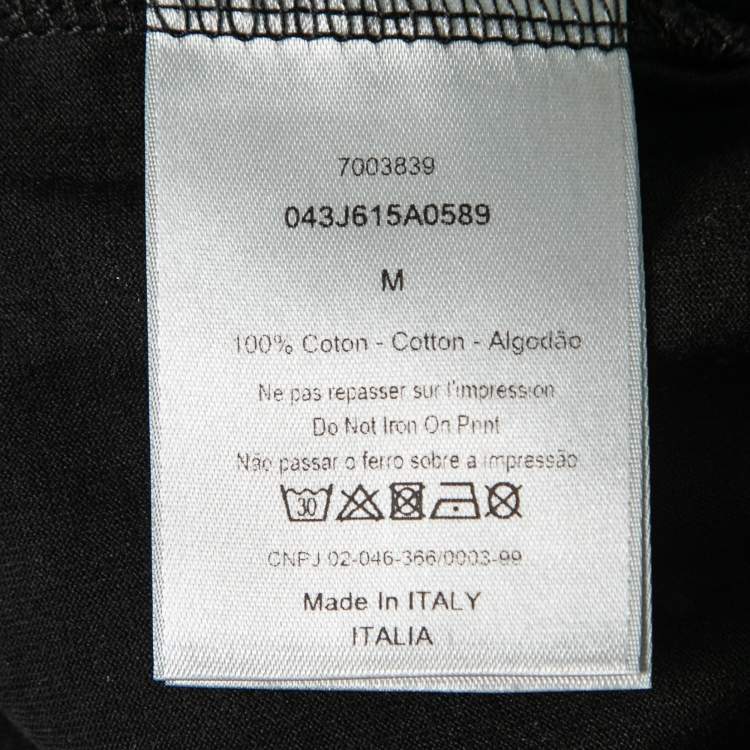 7003839
043J615A0589
M
100% Coton - Cotton - Algodão
Ne pas repasser sur l'impression
Do Not Iron On Print
Não passar o ferro sobre a impressão
30
CNPJ 02-046-366/0003-99
Made In ITALY
ITALIA